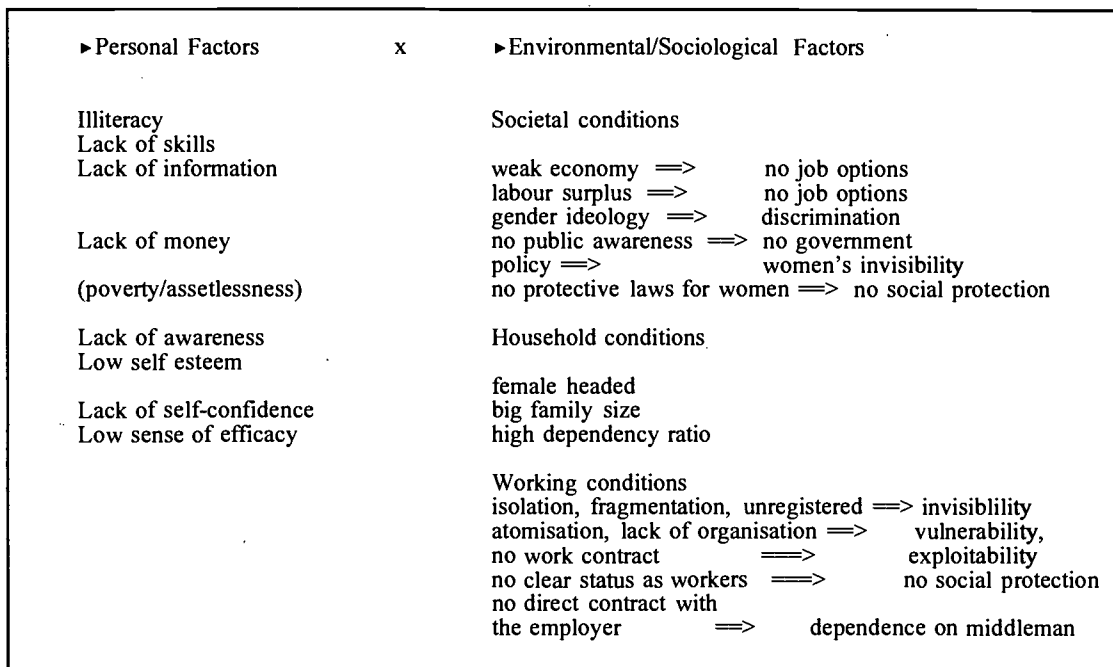 ▸Personal Factors x ▸Environmental/Sociological Factors
Illiteracy Societal conditions
Lack of skills
Lack of information weak economy ==> no job options
labour surplus ==> no job options
gender ideology ==> discrimination
Lack of money no public awareness ==> no government
policy ==> women's invisibility
(poverty/assetlessness) no protective laws for women ==> no social protection
Lack of awareness Household conditions
Low self esteem
female headed
Lack of self-confidence big family size
Low sense of efficacy high dependency ratio
Working conditions
isolation, fragmentation, unregistered ==> invisiblility
atomisation, lack of organisation ==> vulnerability,
no work contract ===> exploitability
no clear status as workers ===> no social protection
no direct contract with
the employer ==> dependence on middleman